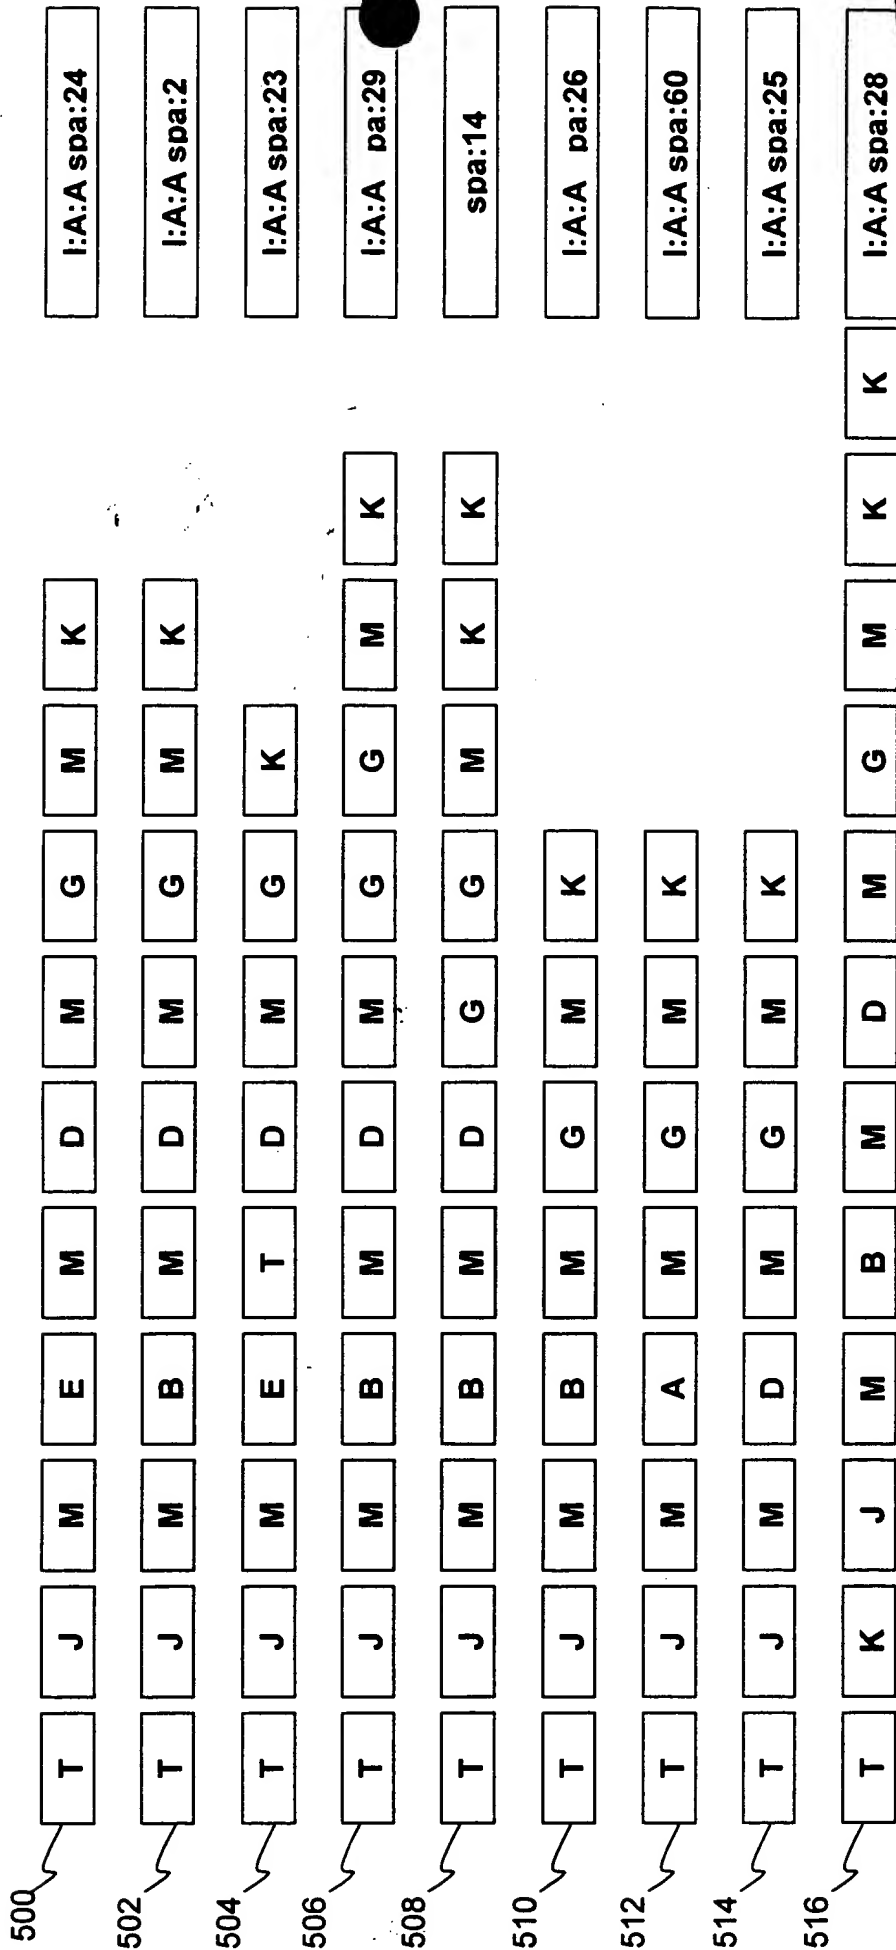 500 T J M E M D M G M K I:A:A spa:24
502 T J M B M D M G M K I:A:A spa:2
504 T J M E T D M G K I:A:A spa:23
506 T J M B M D M G G M K I:A:A pa:29
508 T J M B M D G G M K K spa:14
510 T J M B M G M K I:A:A pa:26
512 T J M A M G M K I:A:A spa:60
514 T J M D M G M K I:A:A spa:25
516 T K J M B M D M G M K K I:A:A spa:28